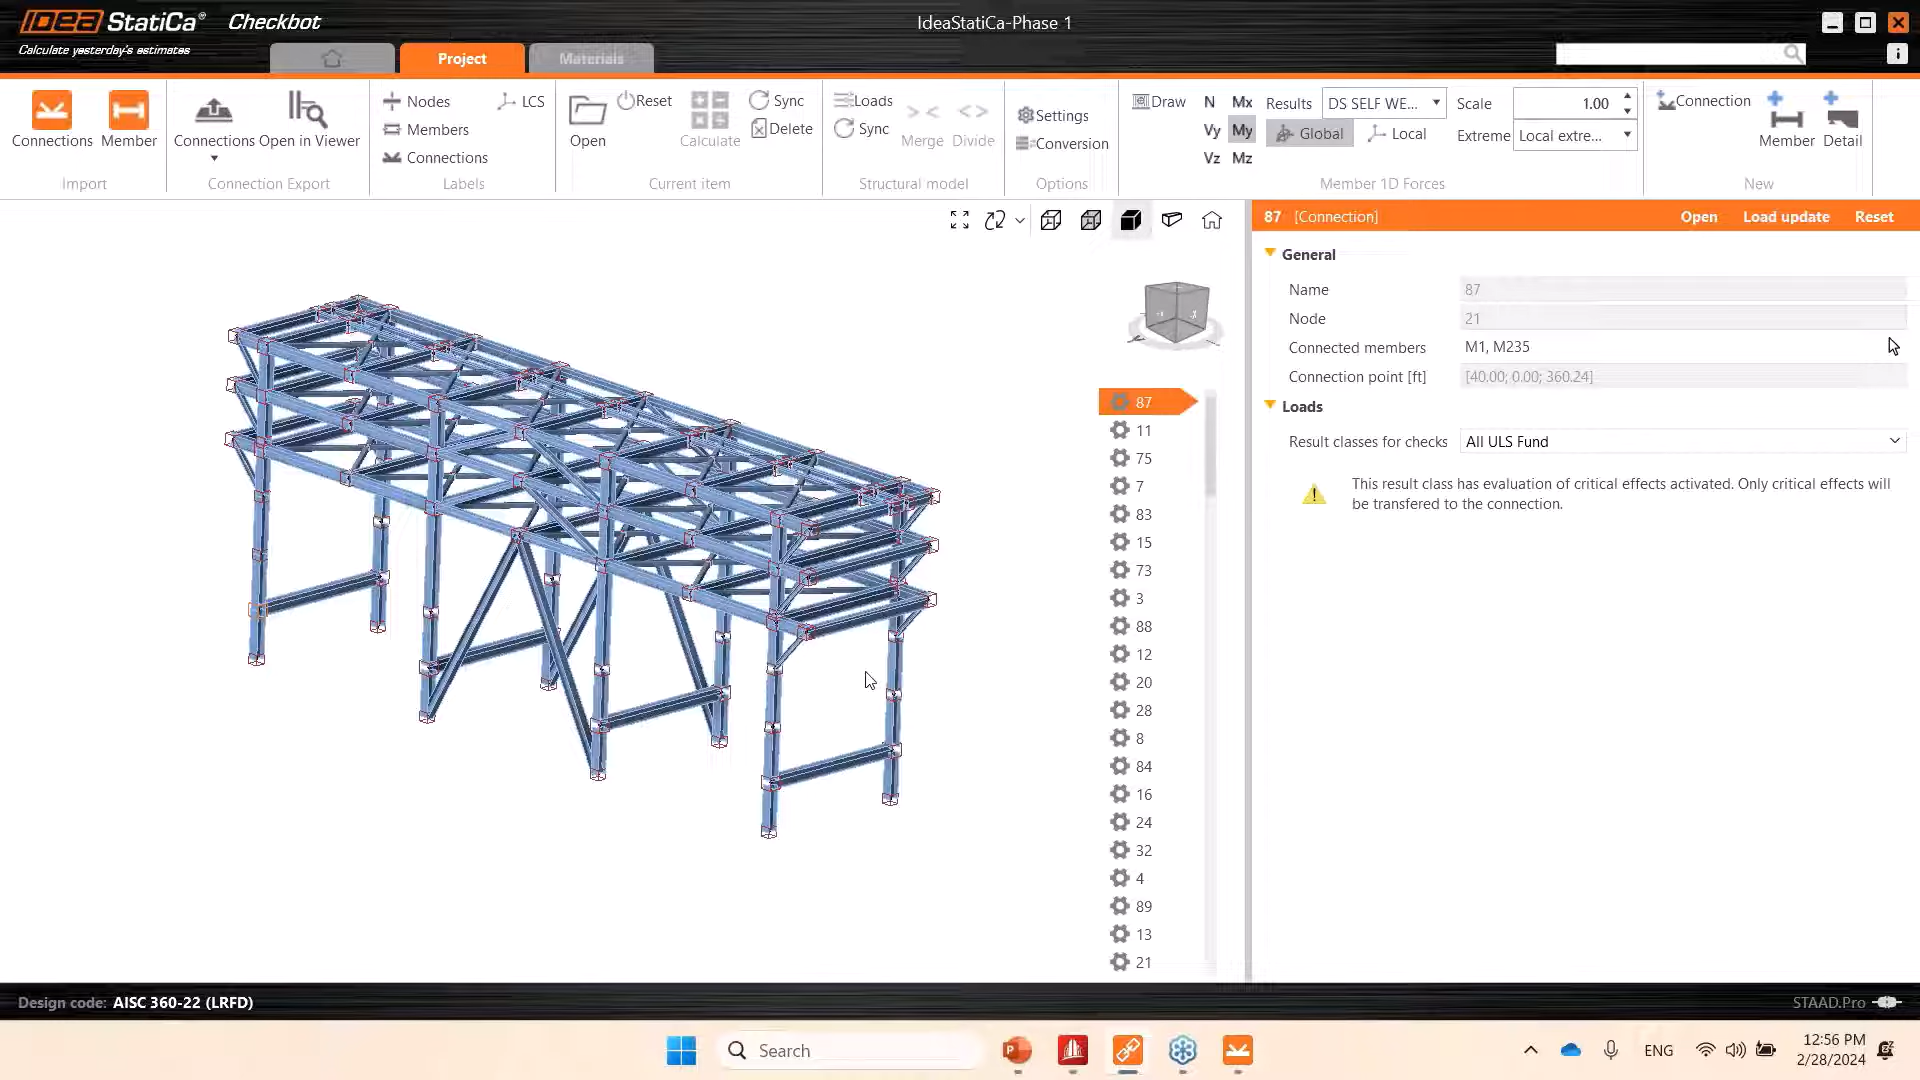 IDEA StatiCa® Checkbot
IdeaStatiCa-Phase 1
Calculate yesterday's estimates
Project
Materials
i
Connections
Member
Import
Connections
Open in Viewer
Connection Export
Nodes
LCS
Members
Connections
Labels
Open
Reset
Calculate
Sync
Delete
Current item
Loads
Sync
Merge
Divide
Structural model
Settings
Conversion
Options
Draw
N Mx
Vy My
Vz Mz
Results DS SELF WE...
Global Local
Scale 1.00
Extreme Local extre...
Member 1D Forces
Connection
Member
Detail
New
87 [Connection] Open Load update Reset
General
Name 87
Node 21
Connected members M1, M235
Connection point [ft] [40.00; 0.00; 360.24]
Loads
Result classes for checks All ULS Fund
This result class has evaluation of critical effects activated. Only critical effects will
be transfered to the connection.
87
11
75
7
83
15
73
3
88
12
20
28
8
84
16
24
32
4
89
13
21
Design code: AISC 360-22 (LRFD)
STAAD.Pro
Search
ENG
12:56 PM
2/28/2024